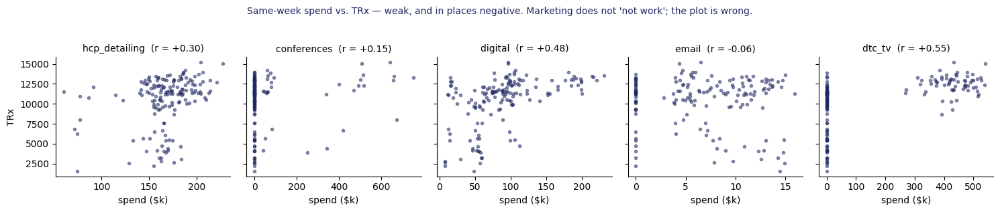 Same-week spend vs. TRx — weak, and in places negative. Marketing does not 'not work'; the plot is wrong.
hcp_detailing (r = +0.30)
conferences (r = +0.15)
digital (r = +0.48)
email (r = -0.06)
dtc_tv (r = +0.55)
TRx
15000
12500
10000
7500
5000
2500
100 200
0 200 400 600
0 50 100 150 200
0 5 10 15
0 100 200 300 400 500
spend ($k)
spend ($k)
spend ($k)
spend ($k)
spend ($k)